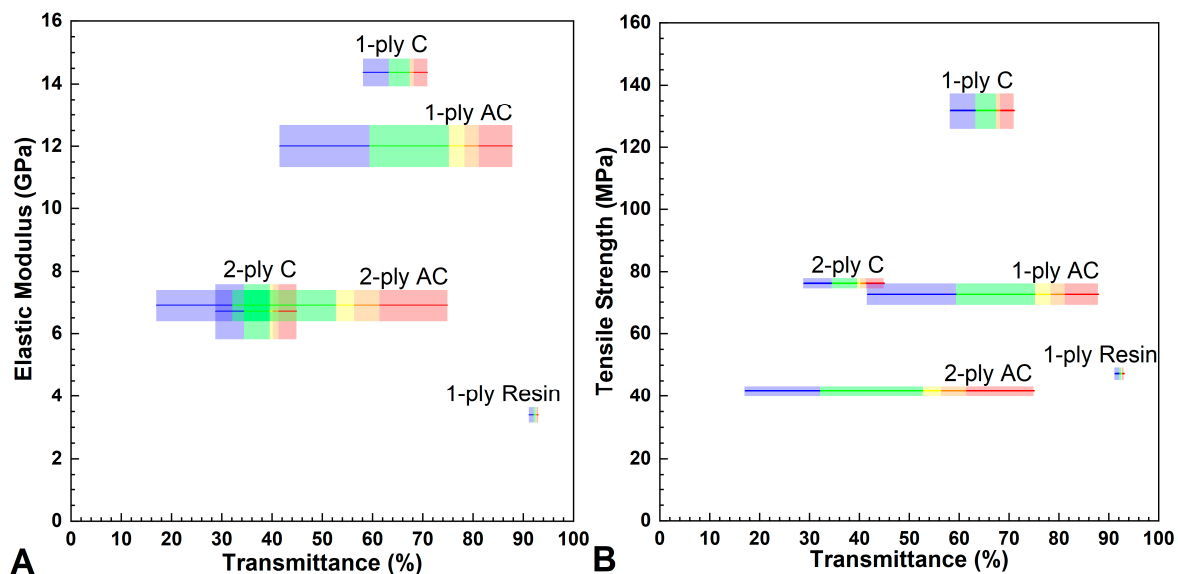 16
14
12
10
8
6
4
2
0
Elastic Modulus (GPa)
1-ply C
1-ply AC
2-ply C
2-ply AC
1-ply Resin
0 10 20 30 40 50 60 70 80 90 100
Transmittance (%)
A
160
140
120
100
80
60
40
20
0
Tensile Strength (MPa)
1-ply C
2-ply C
1-ply AC
1-ply Resin
2-ply AC
0 10 20 30 40 50 60 70 80 90 100
Transmittance (%)
B